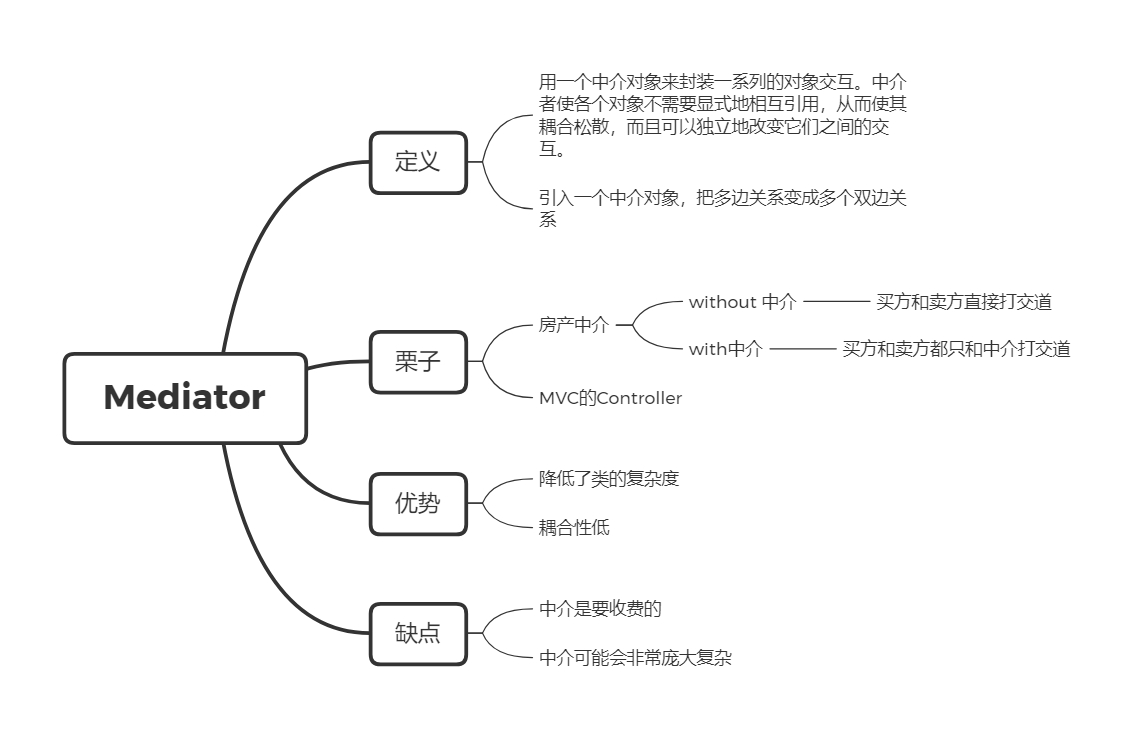 Mediator
定义
用一个中介对象来封装一系列的对象交互。中介
者使各个对象不需要显式地相互引用，从而使其
耦合松散，而且可以独立地改变它们之间的交
互。
引入一个中介对象，把多边关系变成多个双边关
系
栗子
房产中介
without 中介
买方和卖方直接打交道
with中介
买方和卖方都只和中介打交道
MVC的Controller
优势
降低了类的复杂度
耦合性低
缺点
中介是要收费的
中介可能会非常庞大复杂